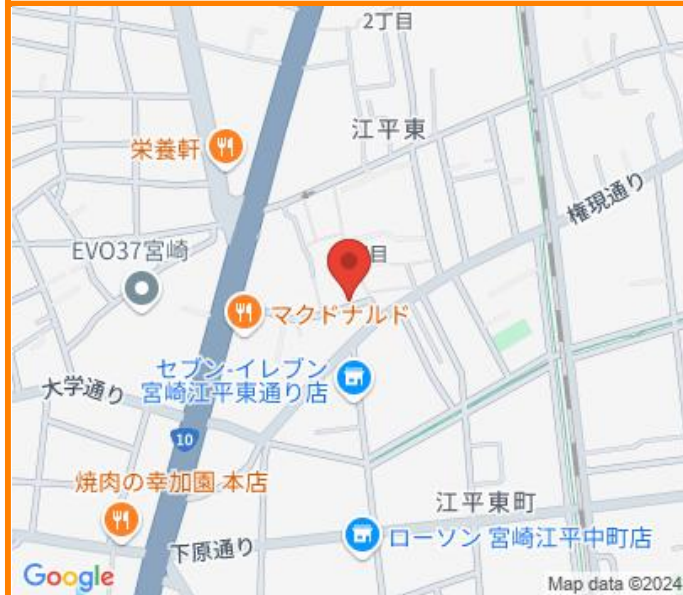 2丁目
江平東
栄養軒
権現通り
目
EVO37宮崎
マクドナルド
セブン-イレブン
宮崎江平東通り店
大学通り
10
焼肉の幸加園 本店
江平東町
ローソン 宮崎江平中町店
下原通り
Google
Map data ©2024